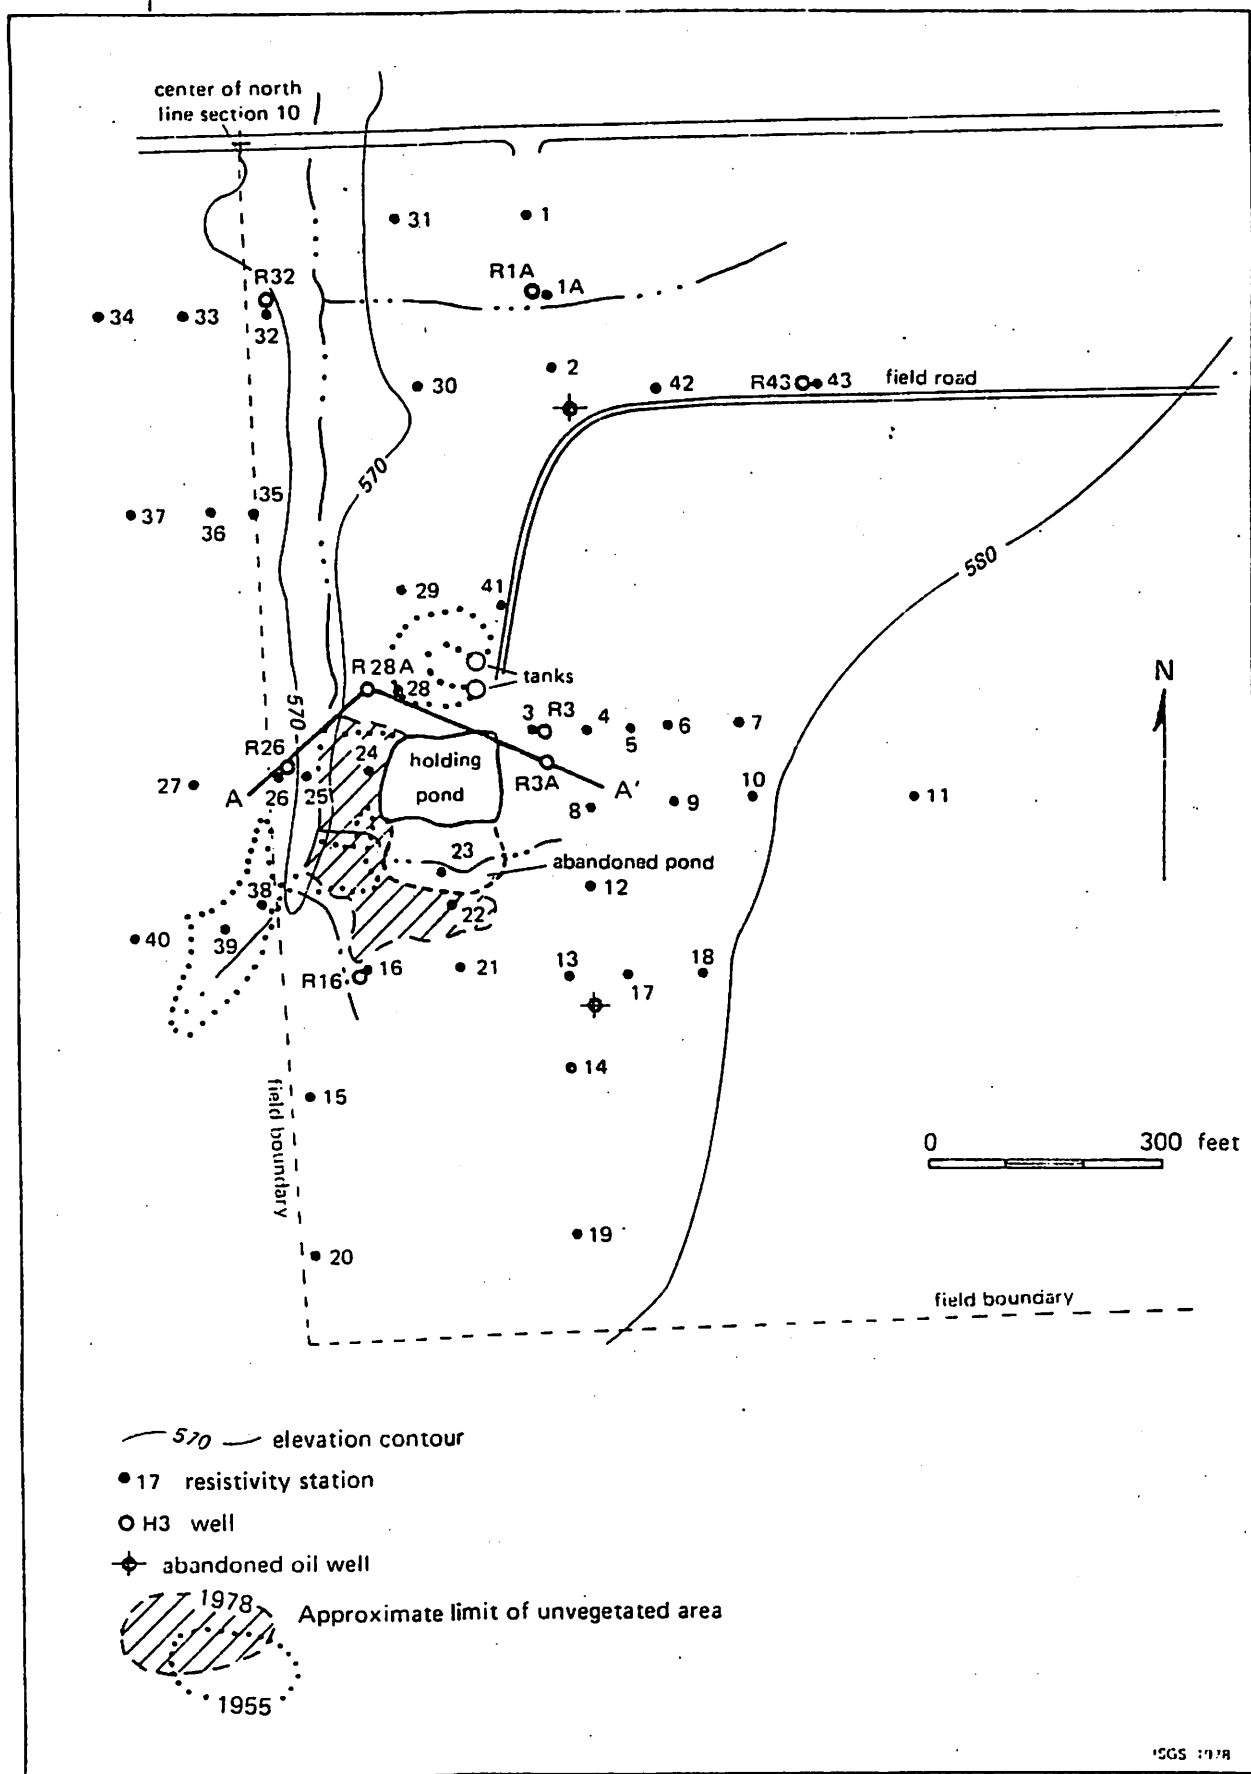 center of north
line section 10
31
1
R32
R1A
1A
34
33
32
2
30
42
R43
43
field road
570
35
37
36
580
29
41
N
R 28A
28
tanks
3
R3
4
5
6
7
570
R26
24
holding
pond
R3A
A'
27
A
26
25
8
9
10
11
23
abandoned pond
12
38
22
40
39
R16
16
21
13
17
18
14
15
field boundary
0
300 feet
19
20
field boundary
570
elevation contour
17 resistivity station
H3 well
abandoned oil well
1978
Approximate limit of unvegetated area
1955
ISGS 1978